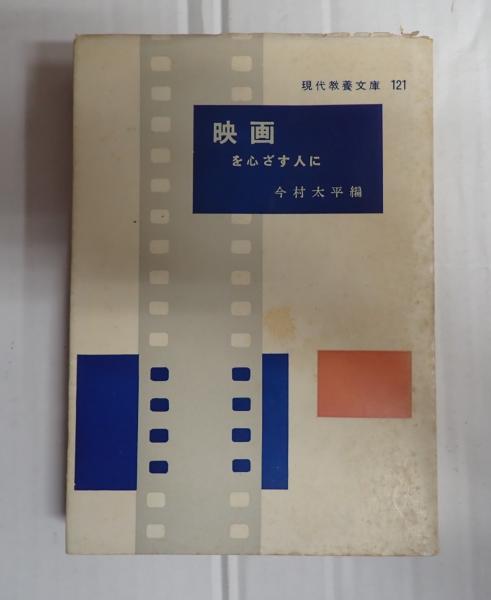 現代教養文庫 121
映画
を心ざす人に
今村太平編